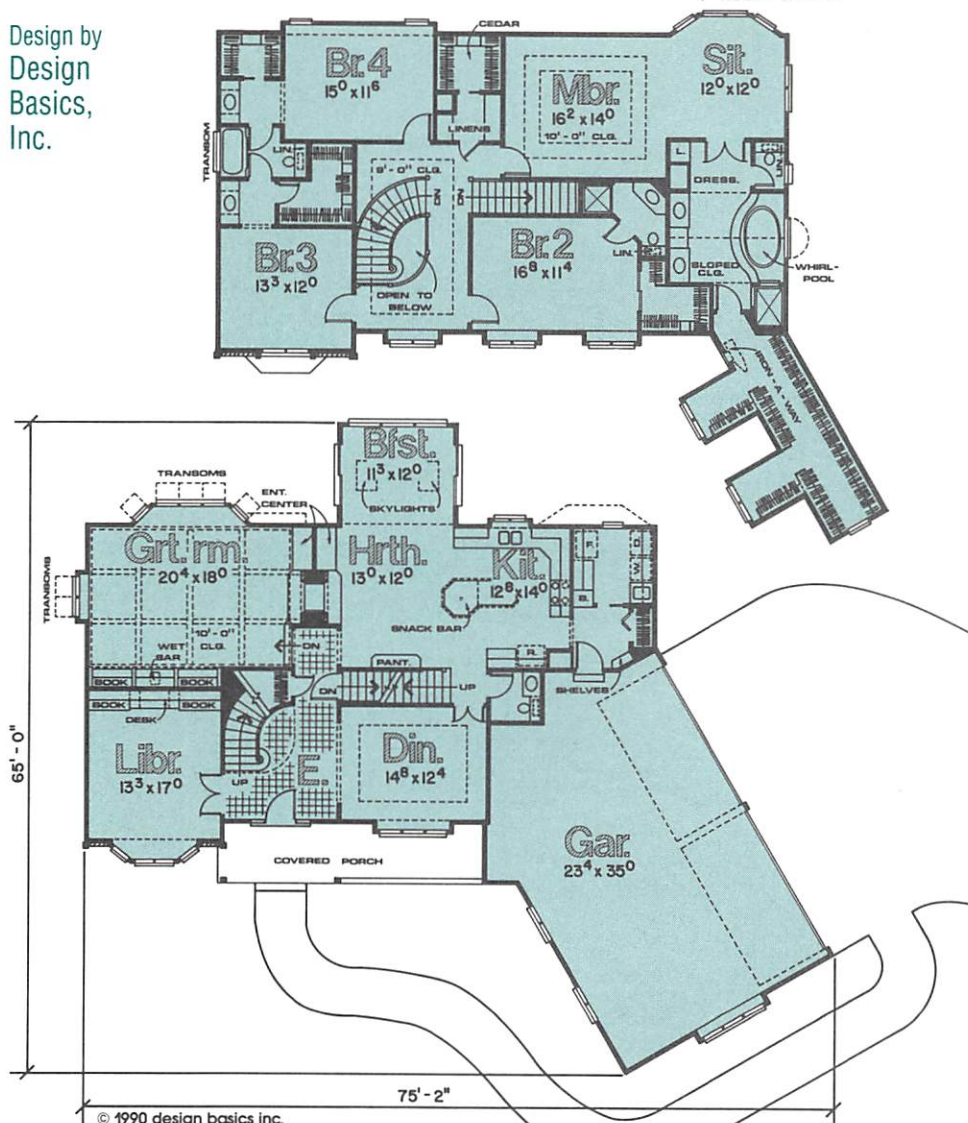 Design by
Design
Basics,
Inc.
CEDAR
Br.4
15⁰ x 11⁶
LINENS
Mbr.
16² x 14⁰
10'-0" CLG.
Sit.
12⁰ x 12⁰
TRANSOM
LIN.
9'-0" CLG.
DN
DN
L.
DRESS.
LIN.
Br.3
13³ x 12⁰
OPEN TO
BELOW
Br.2
16⁸ x 11⁴
LIN.
SLOPED
CLG.
WHIRL-
POOL
IRON-A-WAY
TRANSOMS
ENT.
CENTER
Bfst.
11³ x 12⁰
SKYLIGHTS
TRANSOMS
Grt. rm.
20⁴ x 18⁰
10'-0"
CLG.
WET
BAR
DN
Hrth.
13⁰ x 12⁰
Kit.
12⁸ x 14⁰
SNACK BAR
F.
D.
W.
B.
R.
PANT.
BOOK
BOOK
BOOK
BOOK
DESK
DN
UP
SHELVES
Libr.
13³ x 17⁰
UP
E.
Din.
14⁸ x 12⁴
Gar.
23⁴ x 35⁰
COVERED PORCH
65'-0"
75'-2"
© 1990 design basics inc.